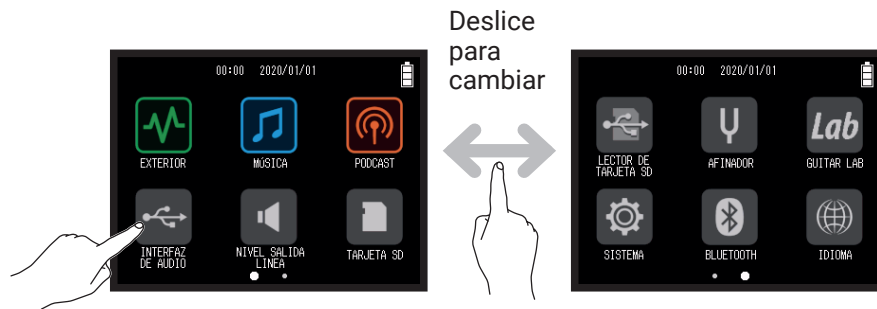 Deslice
para
cambiar
00:00 2020/01/01
EXTERIOR
MÚSICA
PODCAST
INTERFAZ
DE AUDIO
NIVEL SALIDA
LINEA
TARJETA SD
00:00 2020/01/01
Lab
LECTOR DE
TARJETA SD
AFINADOR
GUITAR LAB
SISTEMA
BLUETOOTH
IDIOMA